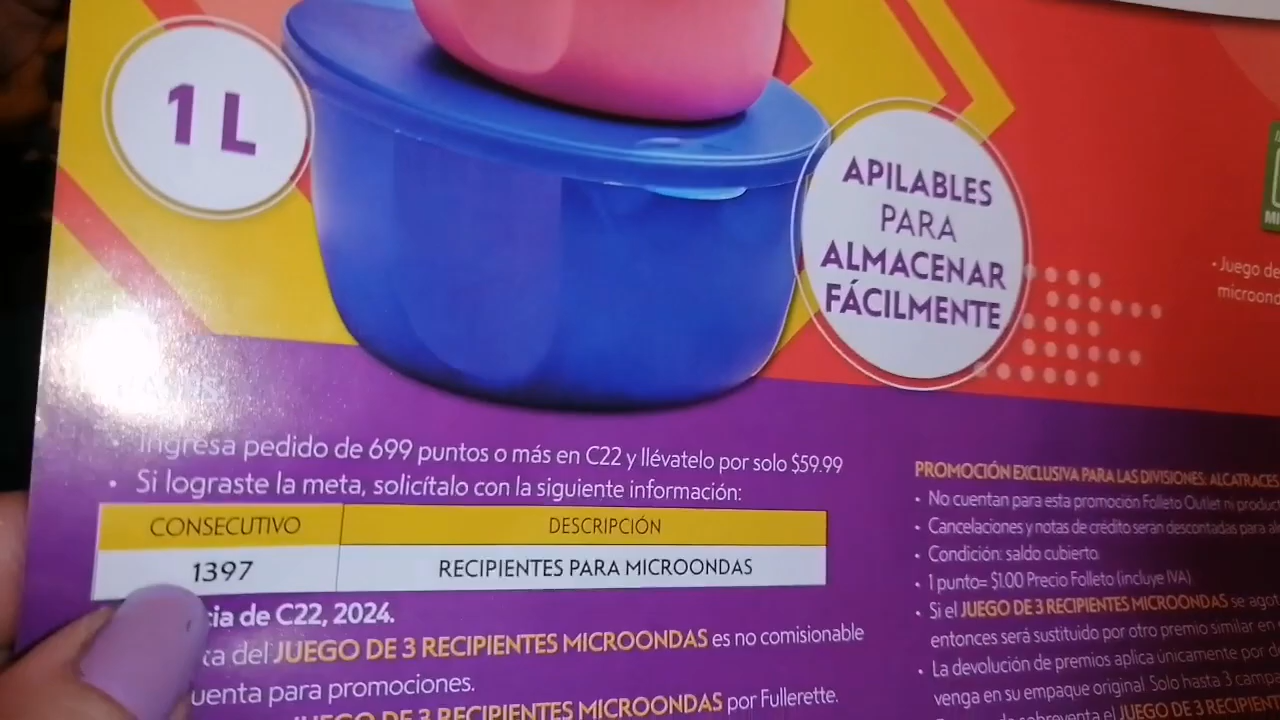 1 L
APILABLES
PARA
ALMACENAR
FÁCILMENTE
• Juego de
• Ingresa pedido de 699 puntos o más en C22 y llévatelo por solo $59.99
• Si lograste la meta, solicítalo con la siguiente información:
CONSECUTIVO DESCRIPCIÓN
1397 RECIPIENTES PARA MICROONDAS
de C22, 2024.
del JUEGO DE 3 RECIPIENTES MICROONDAS es no comisionable
para promociones.
JUEGO DE 3 RECIPIENTES MICROONDAS por Fullerette.
PROMOCIÓN EXCLUSIVA PARA LAS DIVISIONES: ALCATRACES
• No cuentan para esta promoción Folleto Outlet ni
• Cancelaciones y notas de crédito seran descontadas para
• Condición: saldo cubierto.
• 1 punto= $1.00 Precio Folleto (incluye IVA)
• Si el JUEGO DE 3 RECIPIENTES MICROONDAS se
entonces será sustituido por otro premio similar en
• La devolución de premios aplica únicamente por
venga en su empaque original. Solo hasta 3
el JUEGO DE 3